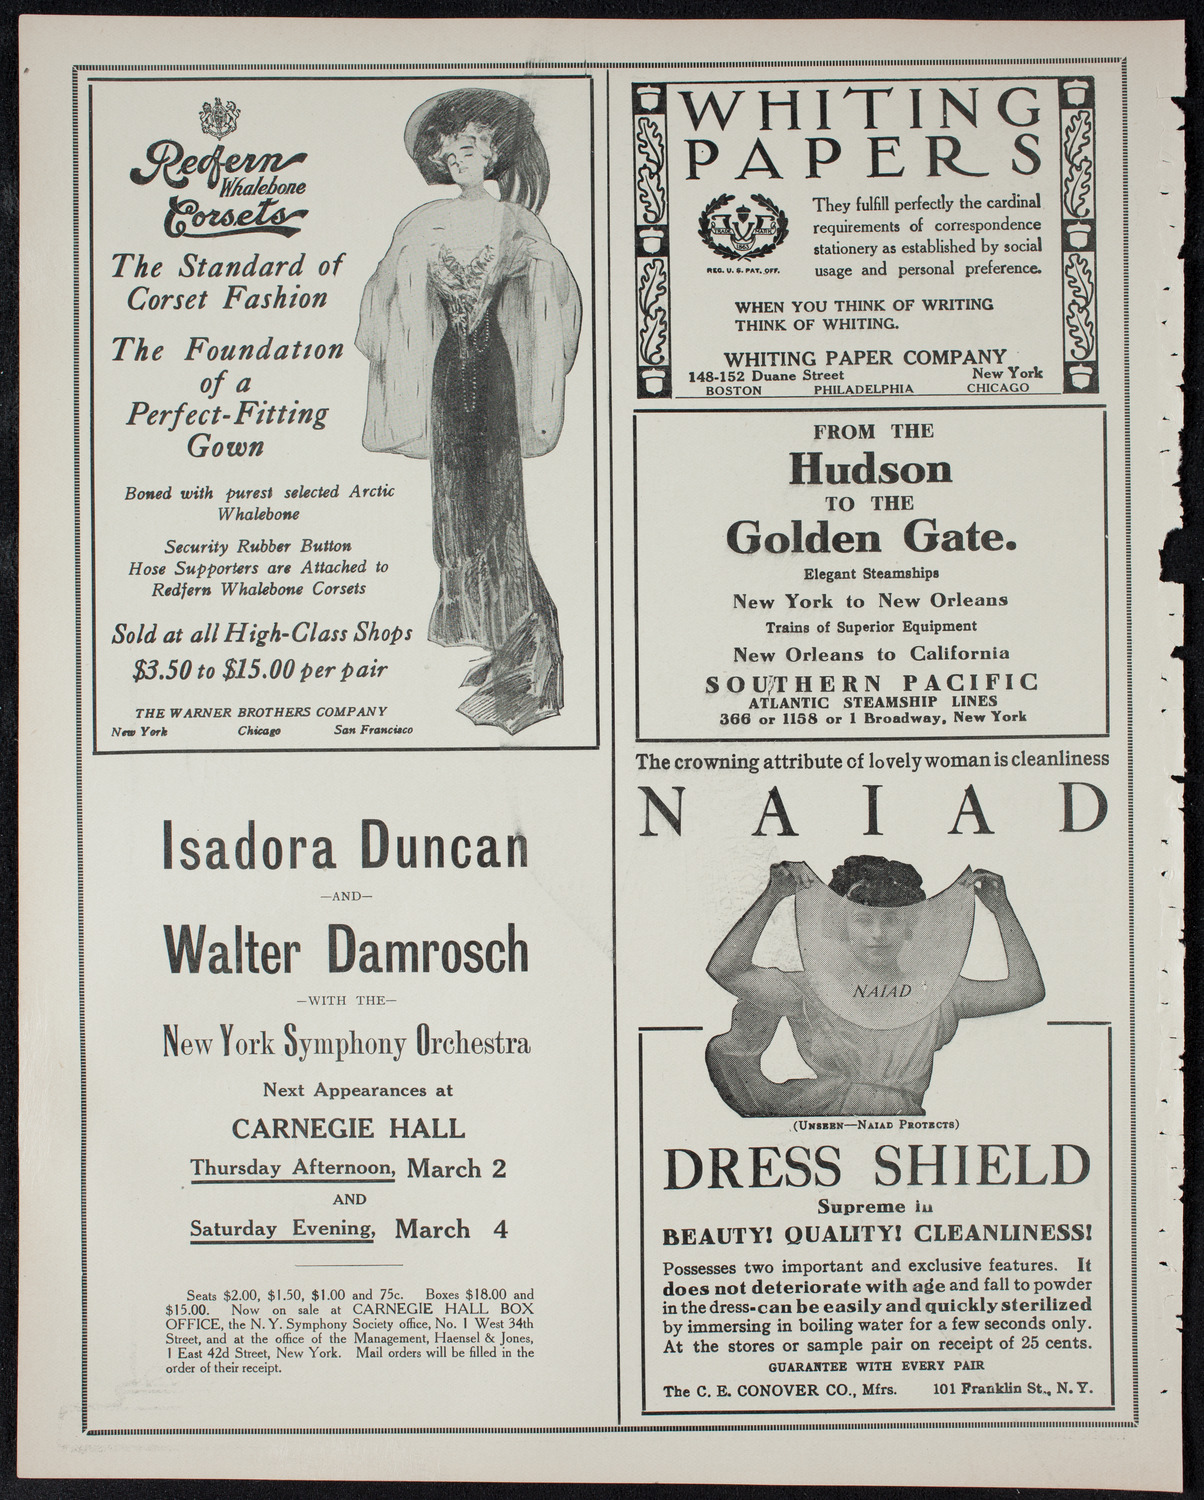 Redfern
Whalebone
Corsets
The Standard of
Corset Fashion
The Foundation
of a
Perfect-Fitting
Gown
Boned with purest selected Arctic
Whalebone
Security Rubber Button
Hose Supporters are Attached to
Redfern Whalebone Corsets
Sold at all High-Class Shops
$3.50 to $15.00 per pair
THE WARNER BROTHERS COMPANY
New York Chicago San Francisco
Isadora Duncan
—AND—
Walter Damrosch
—WITH THE—
New York Symphony Orchestra
Next Appearances at
CARNEGIE HALL
Thursday Afternoon, March 2
AND
Saturday Evening, March 4
Seats $2.00, $1.50, $1.00 and 75c. Boxes $18.00 and
$15.00. Now on sale at CARNEGIE HALL BOX
OFFICE, the N. Y. Symphony Society office, No. 1 West 34th
Street, and at the office of the Management, Haensel & Jones,
1 East 42d Street, New York. Mail orders will be filled in the
order of their receipt.
WHITING
PAPERS
TRADE MARK
1865
REG. U. S. PAT. OFF.
They fulfill perfectly the cardinal
requirements of correspondence
stationery as established by social
usage and personal preference.
WHEN YOU THINK OF WRITING
THINK OF WHITING.
WHITING PAPER COMPANY
148-152 Duane Street New York
BOSTON PHILADELPHIA CHICAGO
FROM THE
Hudson
TO THE
Golden Gate.
Elegant Steamships
New York to New Orleans
Trains of Superior Equipment
New Orleans to California
SOUTHERN PACIFIC
ATLANTIC STEAMSHIP LINES
366 or 1158 or 1 Broadway, New York
The crowning attribute of lovely woman is cleanliness
NAIAD
NAIAD
(UNSEEN—NAIAD PROTECTS)
DRESS SHIELD
Supreme in
BEAUTY! QUALITY! CLEANLINESS!
Possesses two important and exclusive features. It
does not deteriorate with age and fall to powder
in the dress-can be easily and quickly sterilized
by immersing in boiling water for a few seconds only.
At the stores or sample pair on receipt of 25 cents.
GUARANTEE WITH EVERY PAIR
The C. E. CONOVER CO., Mfrs. 101 Franklin St., N. Y.